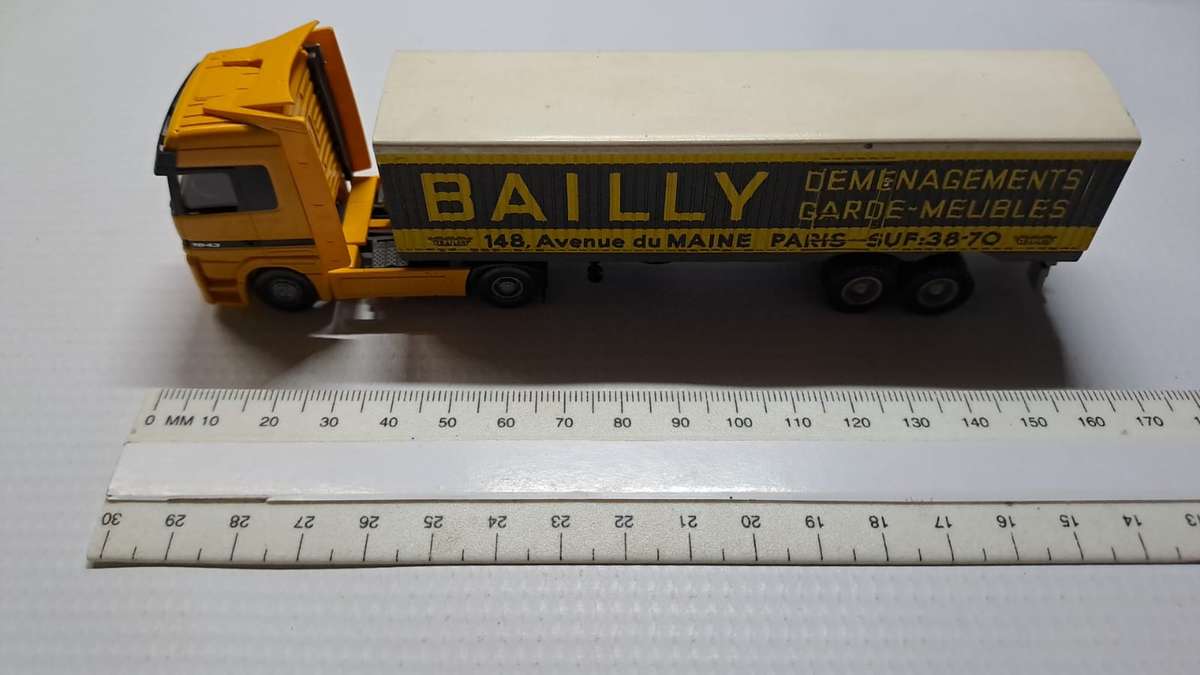 BAILLY
DEMENAGEMENTS
GARDE-MEUBLES
148, Avenue du MAINE PARIS SUF:38-70
1843
0 MM 10 20 30 40 50 60 70 80 90 100 110 120 130 140 150 160 170
30 29 28 27 26 25 24 23 22 21 20 19 18 17 16 15 14 13